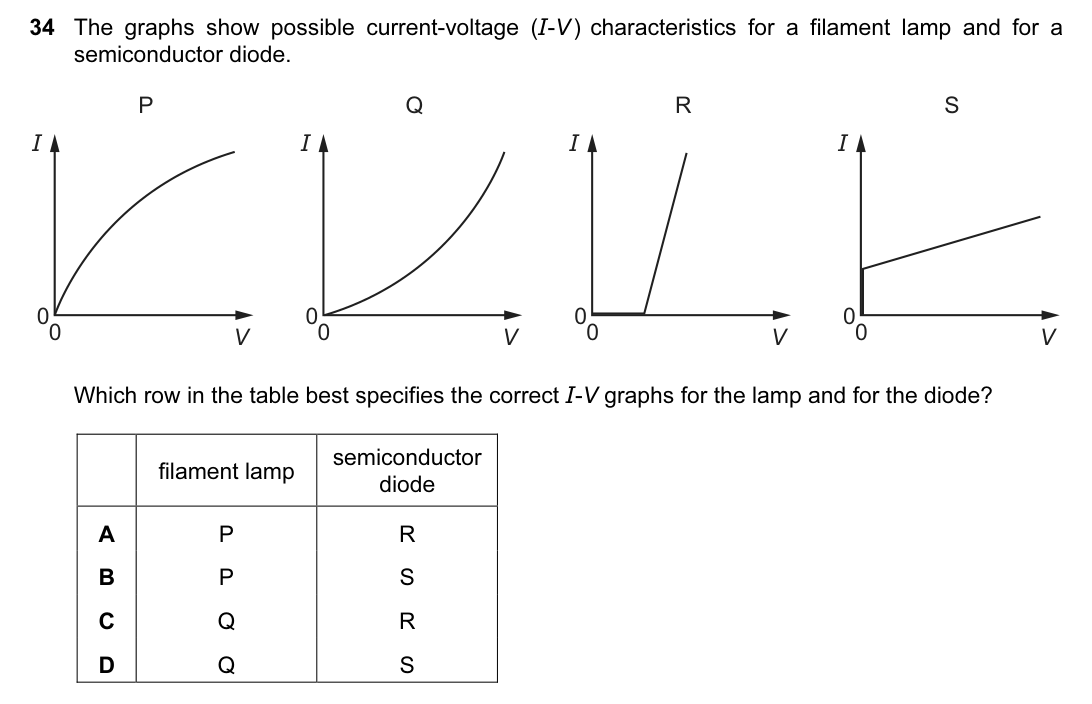 34 The graphs show possible current-voltage (I-V) characteristics for a filament lamp and for a
semiconductor diode.
P Q R S
I I I I
0 0 0 0
0 V 0 V 0 V 0 V
Which row in the table best specifies the correct I-V graphs for the lamp and for the diode?
filament lamp semiconductor
diode
A P R
B P S
C Q R
D Q S